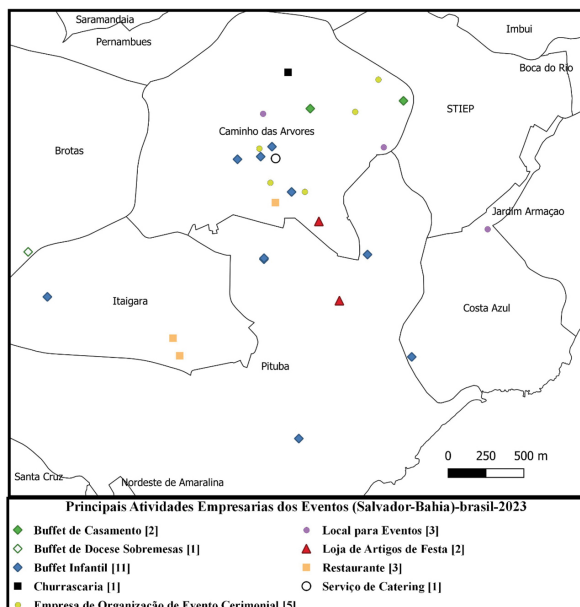 Saramandaia
Pernambues
Imbui
Boca do Rio
STIEP
Caminho das Arvores
Brotas
Jardim Armaçao
Itaigara
Costa Azul
Pituba
0 250 500 m
Santa Cruz
Nordeste de Amaralina
Principais Atividades Empresarias dos Eventos (Salvador-Bahia)-brasil-2023
Buffet de Casamento [2]
Buffet de Docese Sobremesas [1]
Buffet Infantil [11]
Churrascaria [1]
Empresa de Organização de Evento Cerimonial [5]
Local para Eventos [3]
Loja de Artigos de Festa [2]
Restaurante [3]
Serviço de Catering [1]